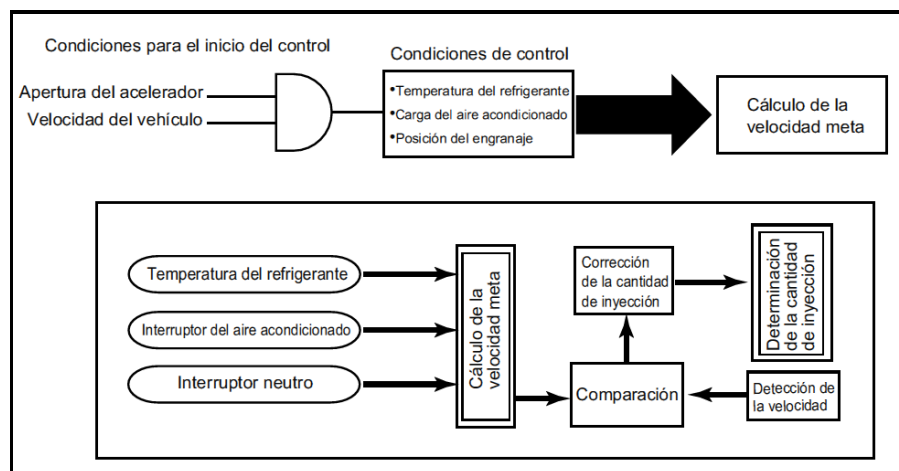 Condiciones para el inicio del control
Apertura del acelerador
Velocidad del vehículo
Condiciones de control
•Temperatura del refrigerante
•Carga del aire acondicionado
•Posición del engranaje
Cálculo de la
velocidad meta
Temperatura del refrigerante
Interruptor del aire acondicionado
Interruptor neutro
Cálculo de la
velocidad meta
Corrección
de la cantidad
de inyección
Determinación
de la cantidad
de inyección
Comparación
Detección de
la velocidad